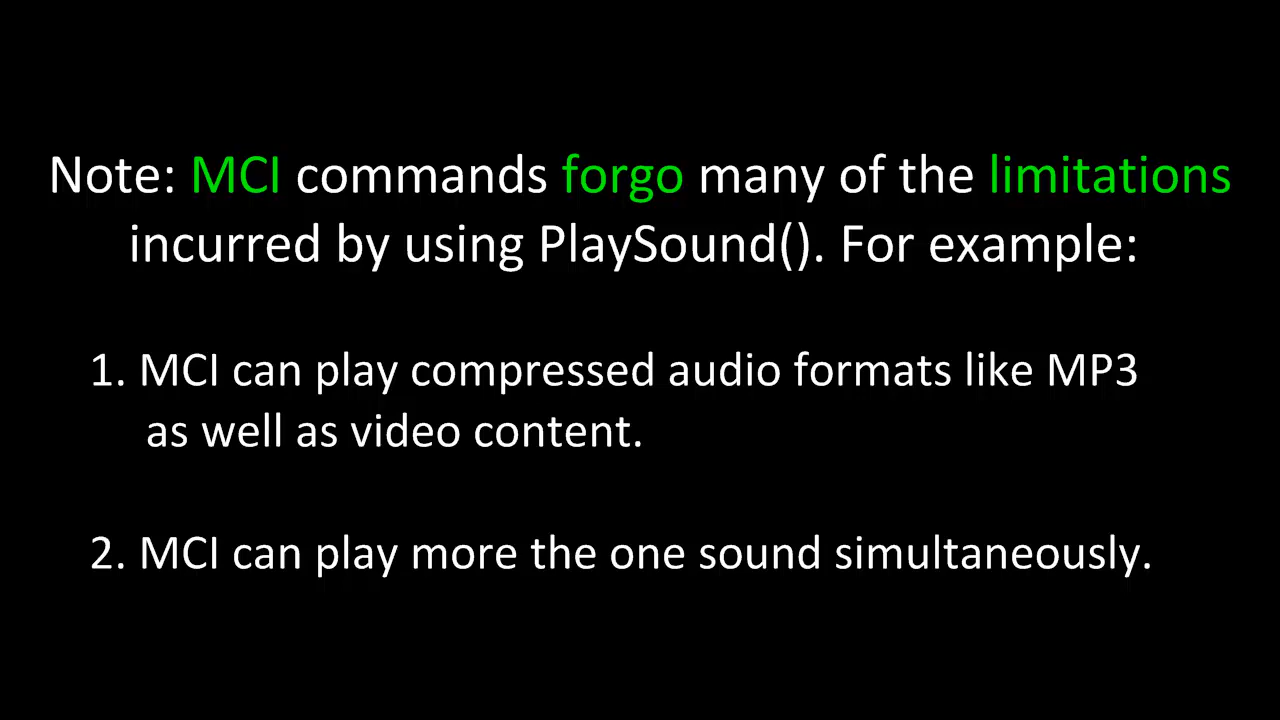 Note: MCI commands forgo many of the limitations
incurred by using PlaySound(). For example:
1. MCI can play compressed audio formats like MP3
as well as video content.
2. MCI can play more the one sound simultaneously.